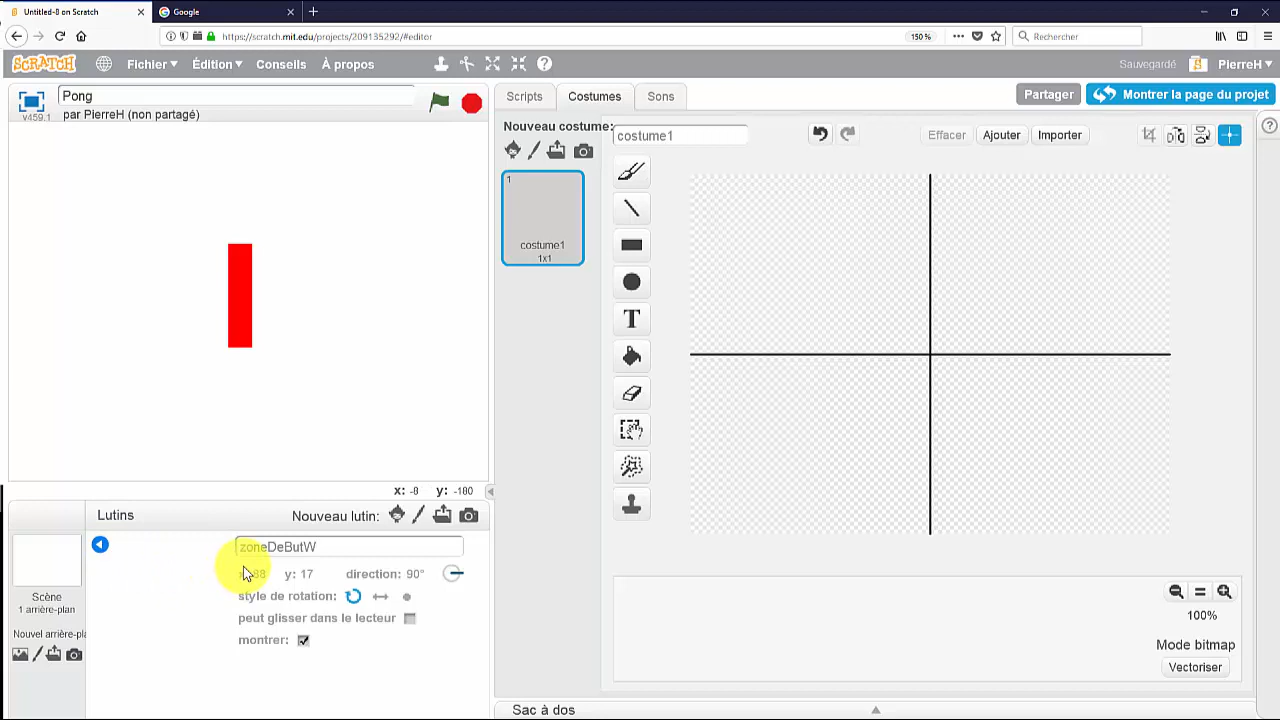 Untitled-8 on Scratch
Google
https://scratch.mit.edu/projects/209135292/#editor
150 %
Rechercher
SCRATCH
Fichier
Édition
Conseils
À propos
Sauvegardé
PierreH
v459.1
Pong
par PierreH (non partagé)
Scripts
Costumes
Sons
Partager
Montrer la page du projet
Nouveau costume:
costume1
Effacer
Ajouter
Importer
1
costume1
1x1
T
x: -8 y: -180
Lutins
Nouveau lutin:
zoneDeButW
y: 17
direction: 90°
style de rotation:
peut glisser dans le lecteur
montrer:
Scène
1 arrière-plan
Nouvel arrière-pla
100%
Mode bitmap
Vectoriser
Sac à dos